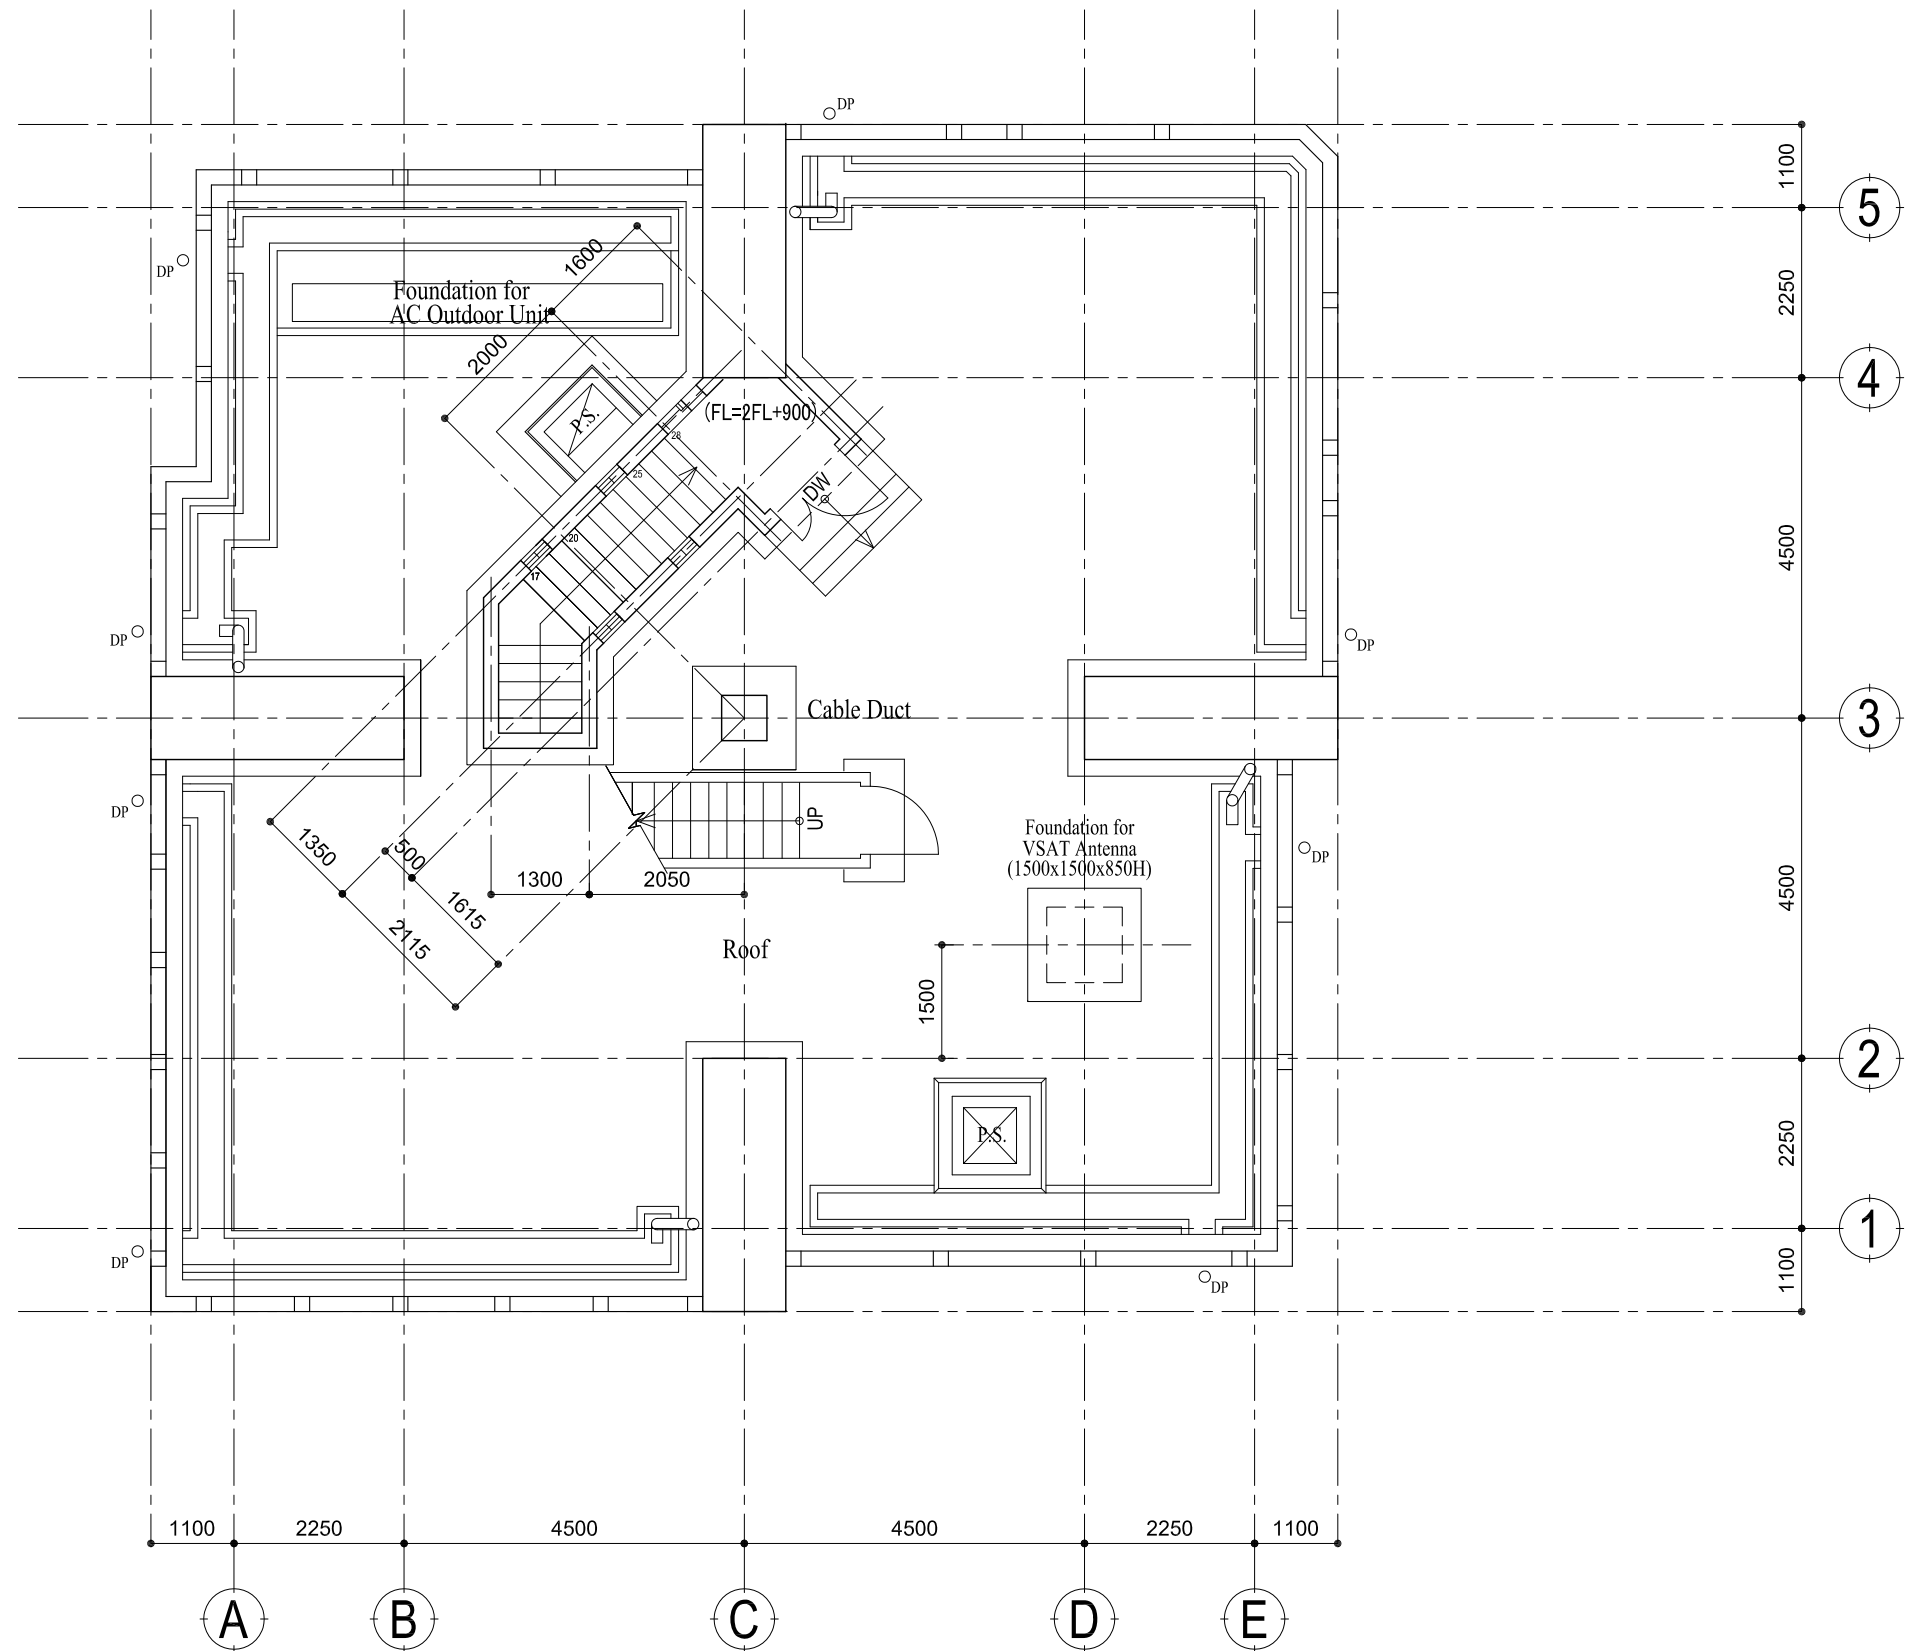 DP
1100
5
1600
DP
2250
Foundation for
AC Outdoor Unit
2000
4
P.S.
(FL=2FL+900)
28
25
DW
20
17
4500
DP
DP
3
Cable Duct
DP
UP
1350
500
Foundation for
VSAT Antenna
(1500x1500x850H)
DP
1300
2050
4500
1615
2115
Roof
1500
2
P.S.
2250
1
DP
DP
1100
1100
2250
4500
4500
2250
1100
A
B
C
D
E